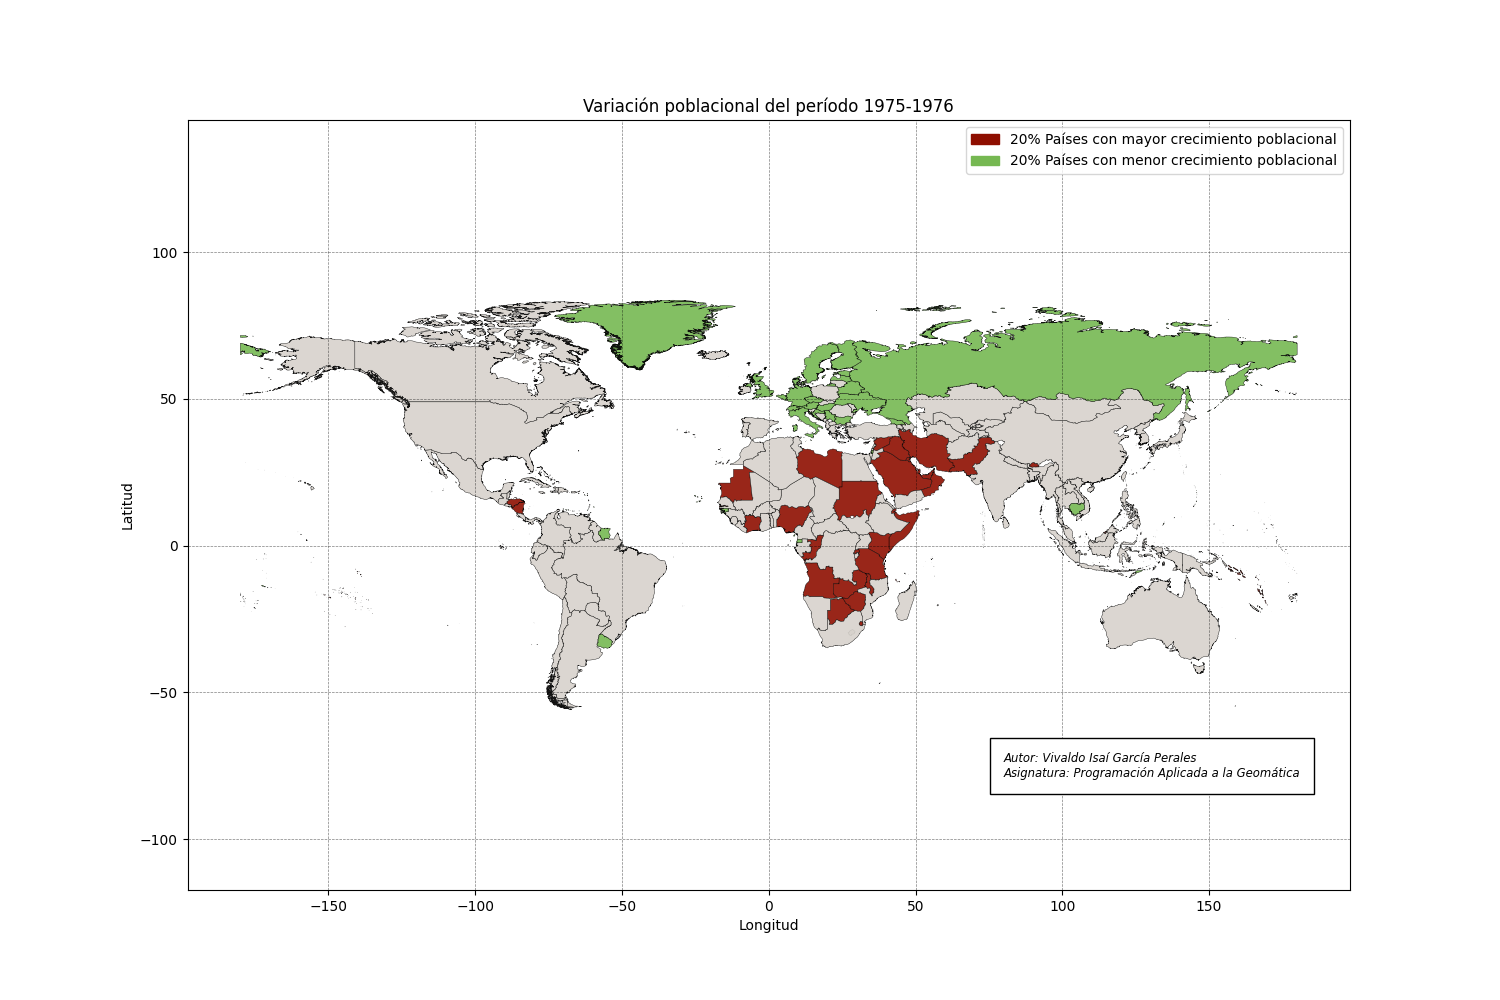 Variación poblacional del período 1975-1976
20% Países con mayor crecimiento poblacional
20% Países con menor crecimiento poblacional
100
50
0
−50
−100
Latitud
−150
−100
−50
0
50
100
150
Longitud
Autor: Vivaldo Isaí García Perales
Asignatura: Programación Aplicada a la Geomática